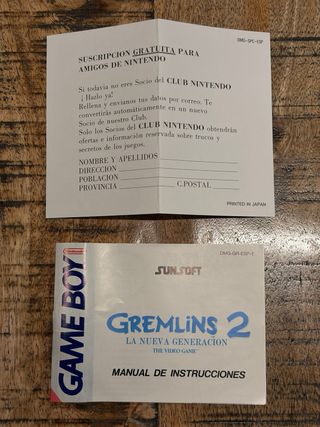 DMG-SPC-ESP
SUSCRIPCION GRATUITA PARA
AMIGOS DE NINTENDO
Si todavia no eres Socio del CLUB NINTENDO
¡ Hazlo ya!
Rellena y envianos tus datos por correo. Te
convertirás automáticamente en un nuevo
Socio de nuestro Club.
Solo los Socios del CLUB NINTENDO obtendrán
ofertas e información reservada sobre trucos y
secretos de los juegos.
NOMBRE Y APELLIDOS
DIRECCION
POBLACION
PROVINCIA C.POSTAL
PRINTED IN JAPAN
GAME BOY
DMG-GR-ESP-1
SUNSOFT
GREMLINS 2
LA NUEVA GENERACION
THE VIDEO GAME
MANUAL DE INSTRUCCIONES